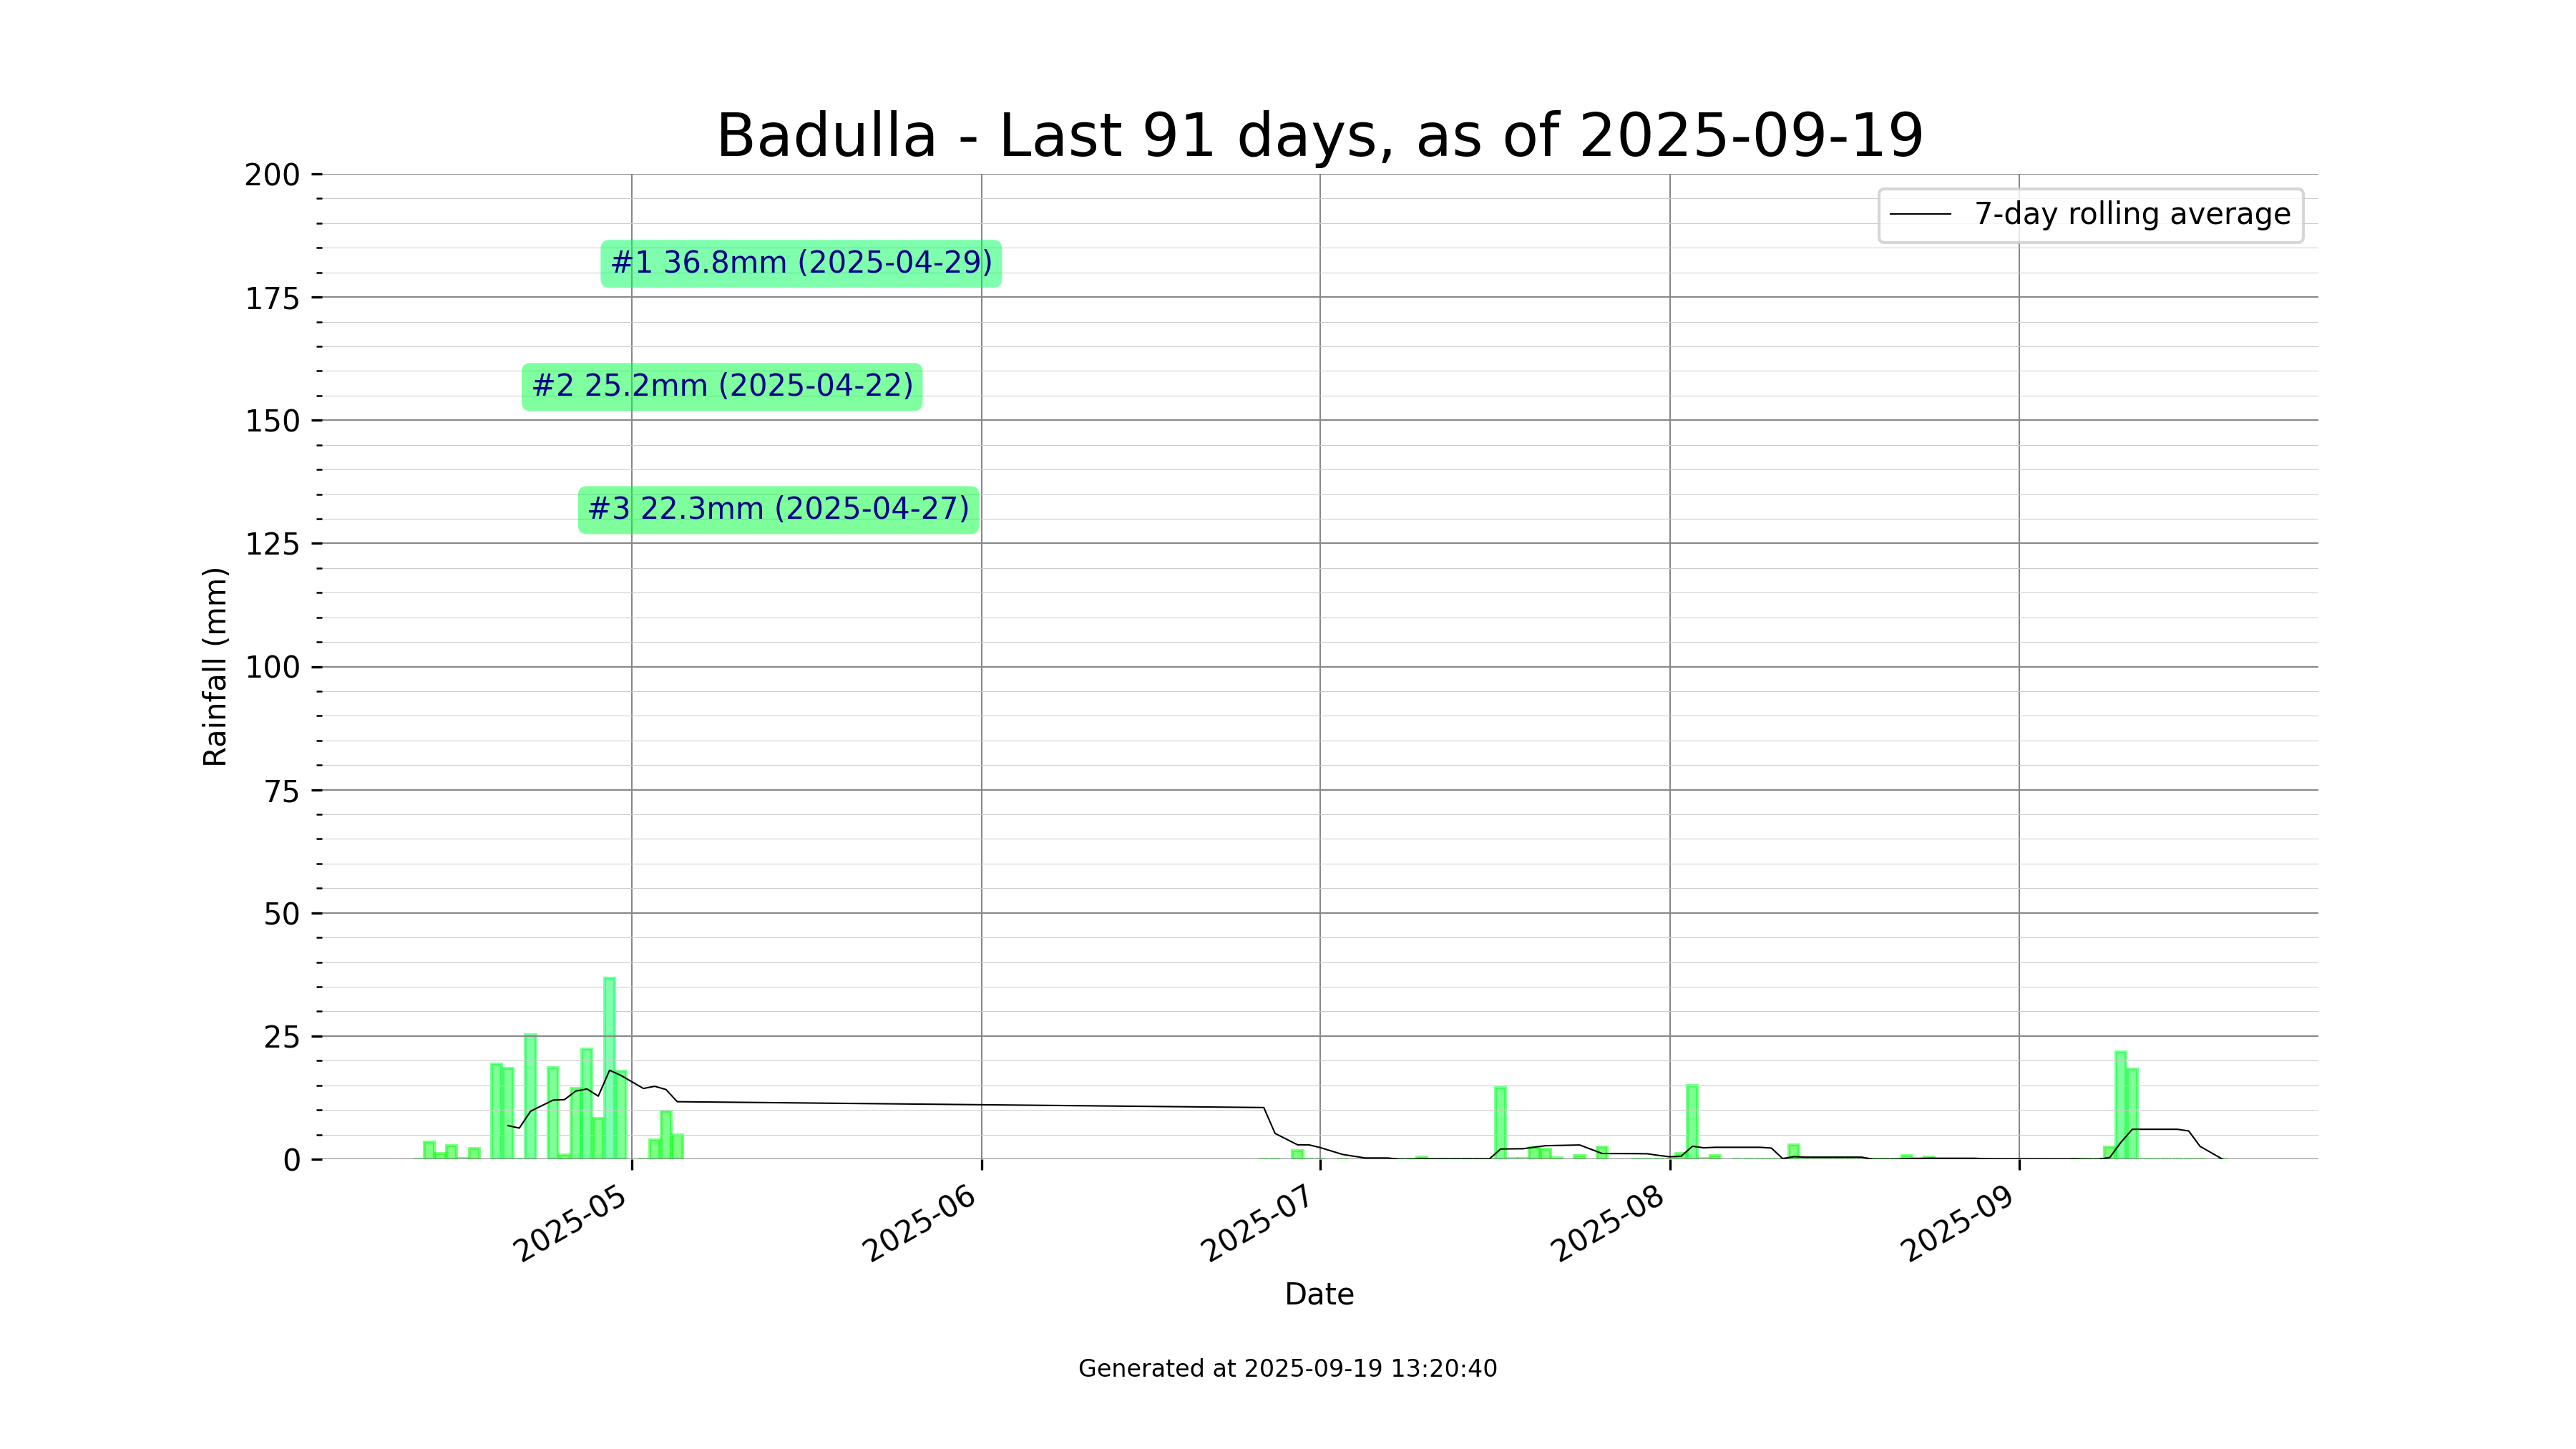 Badulla - Last 91 days, as of 2025-09-19
200
175
150
125
100
75
50
25
0
Rainfall (mm)
7-day rolling average
#1 36.8mm (2025-04-29)
#2 25.2mm (2025-04-22)
#3 22.3mm (2025-04-27)
2025-05
2025-06
2025-07
2025-08
2025-09
Date
Generated at 2025-09-19 13:20:40